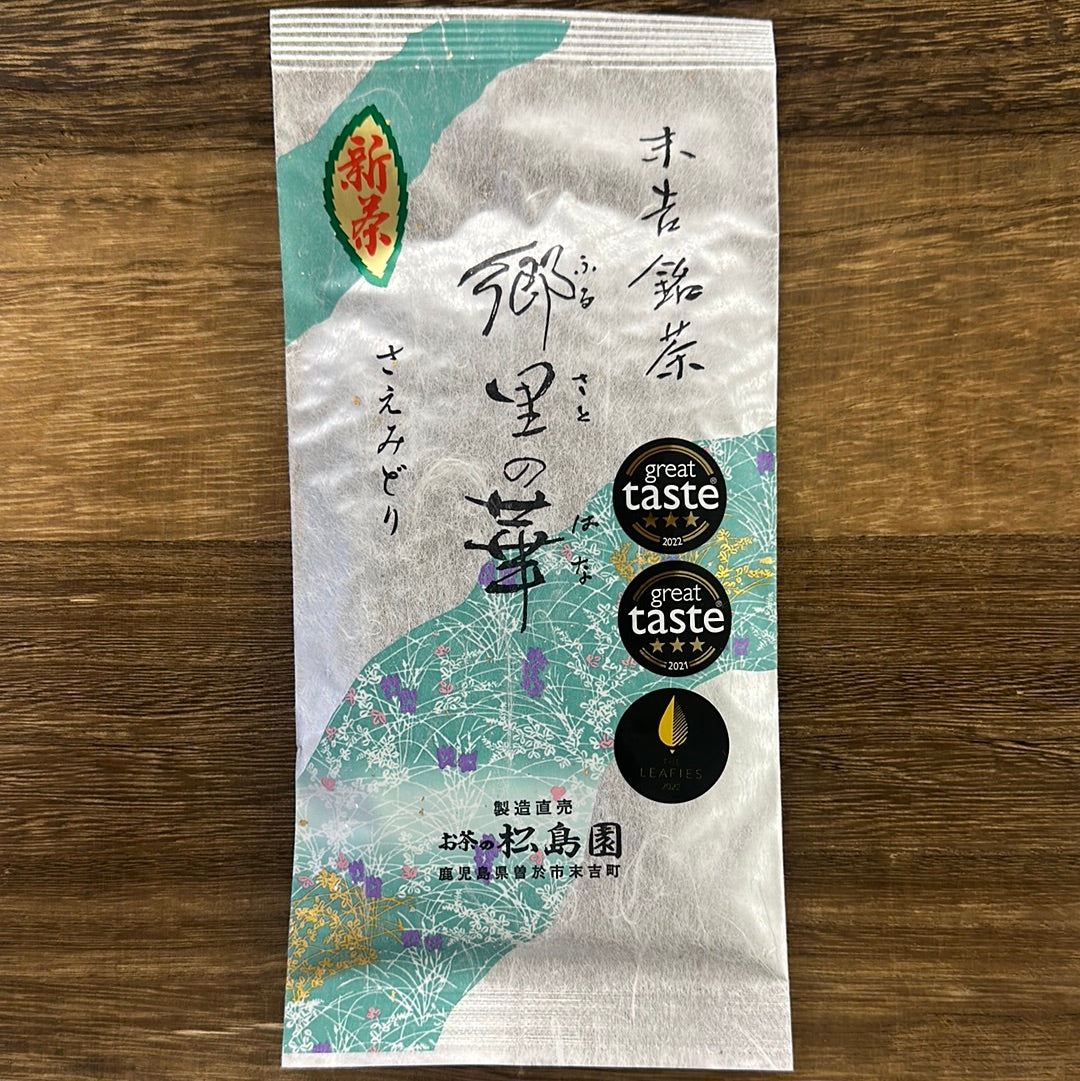 末吉銘茶
郷里の華
ふるさと
はな
さえみどり
新茶
great
taste®
2022
great
taste®
2021
THE
LEAFIES
2022
製造直売
お茶の松島園
鹿児島県曽於市末吉町